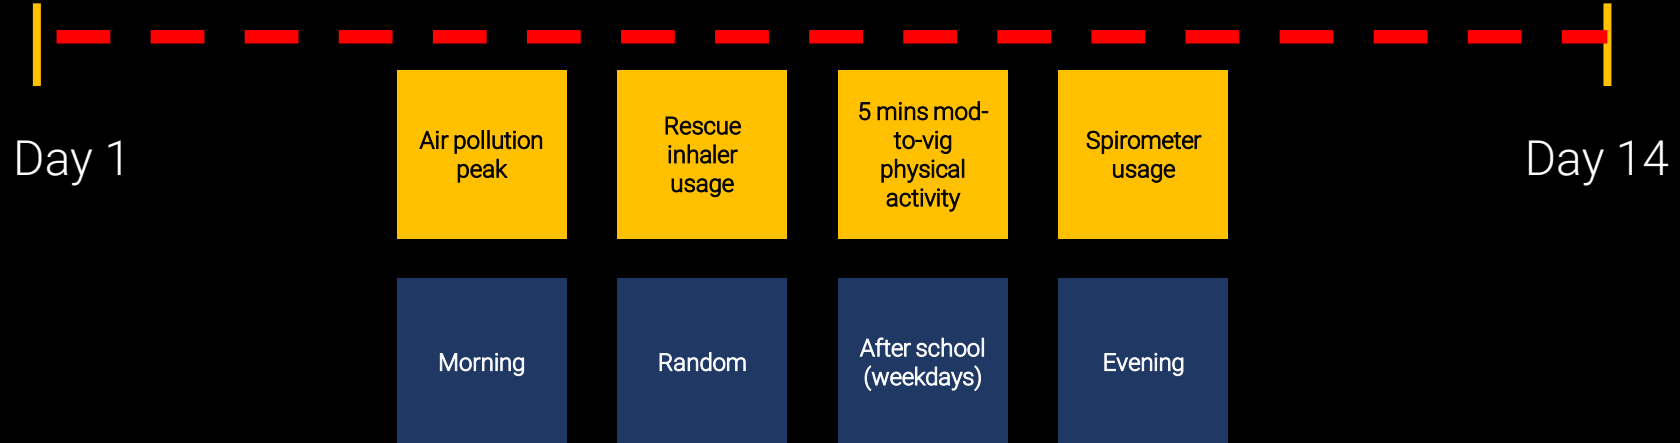 Day 1
Air pollution
peak
Rescue
inhaler
usage
5 mins mod-
to-vig
physical
activity
Spirometer
usage
Day 14
Morning
Random
After school
(weekdays)
Evening